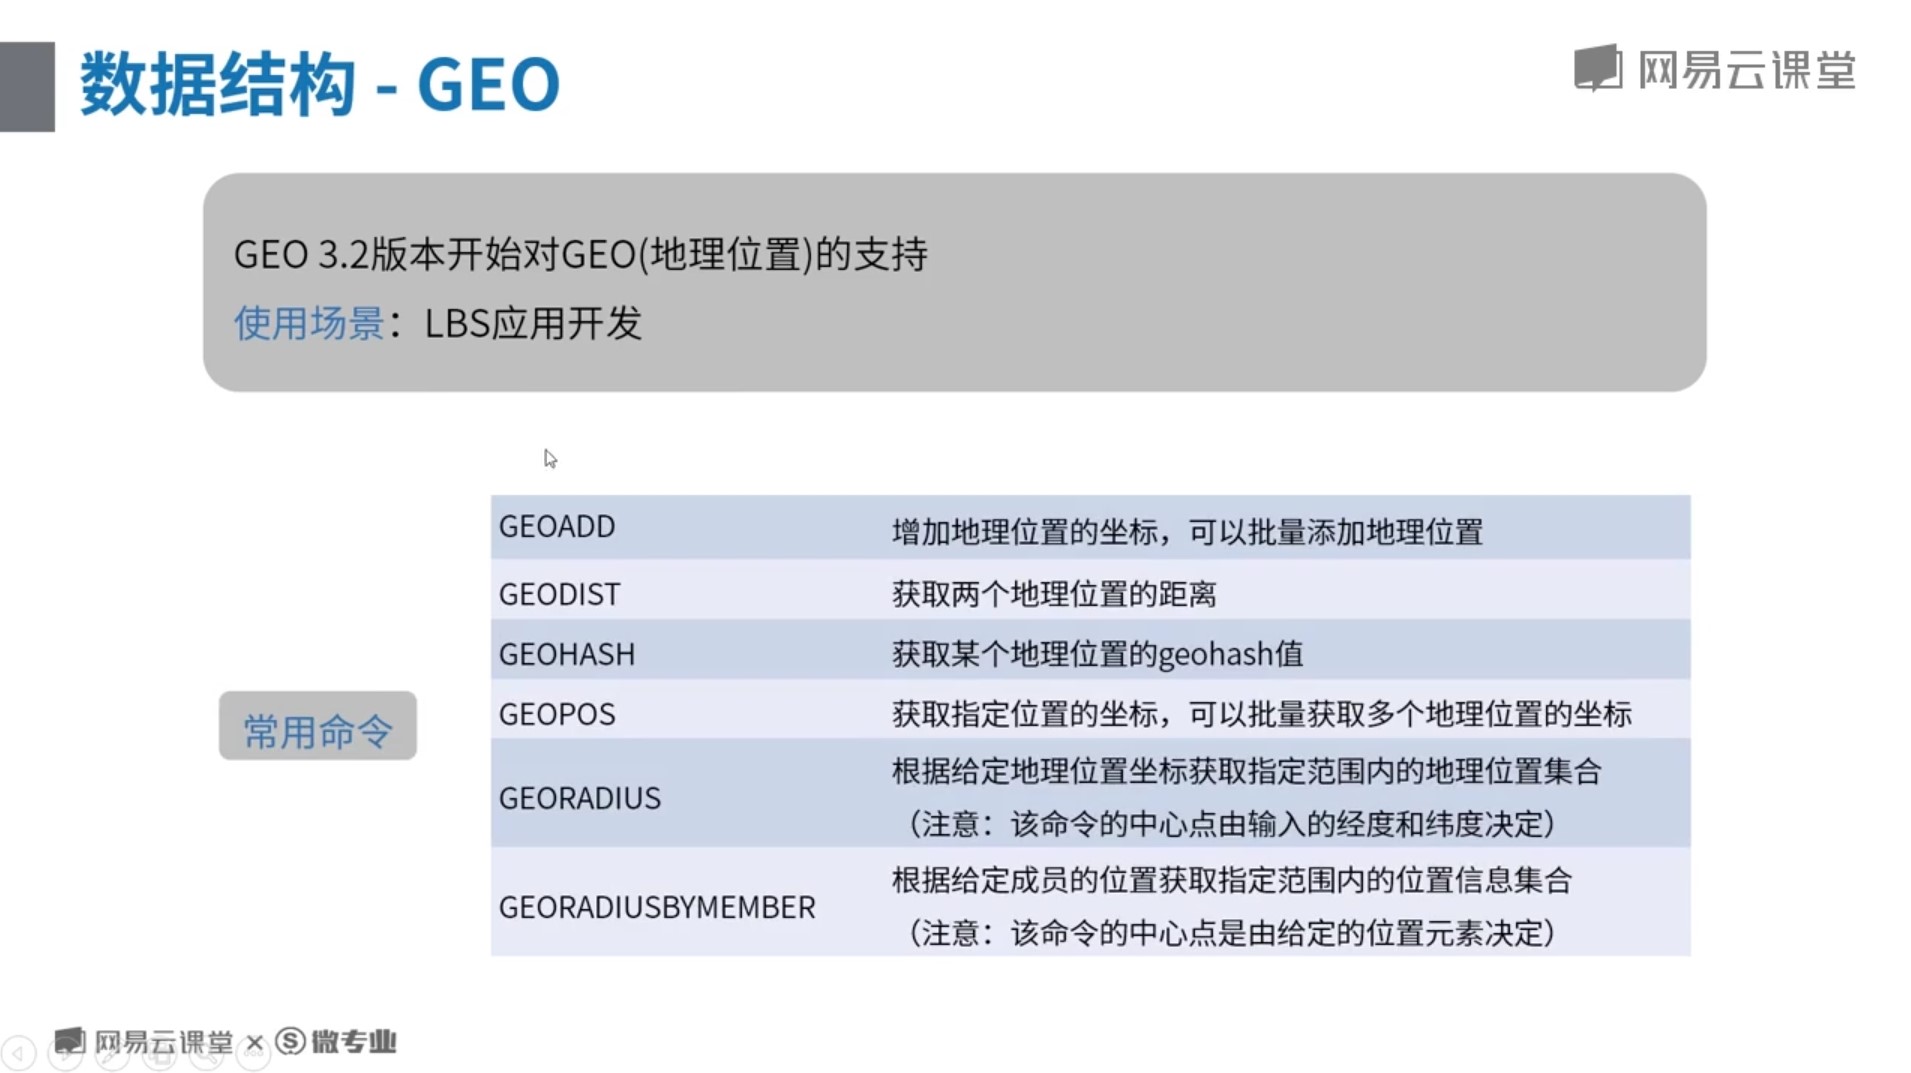 数据结构 - GEO
网易云课堂
GEO 3.2版本开始对GEO(地理位置)的支持
使用场景：LBS应用开发
常用命令
GEOADD 增加地理位置的坐标，可以批量添加地理位置
GEODIST 获取两个地理位置的距离
GEOHASH 获取某个地理位置的geohash值
GEOPOS 获取指定位置的坐标，可以批量获取多个地理位置的坐标
GEORADIUS 根据给定地理位置坐标获取指定范围内的地理位置集合
（注意：该命令的中心点由输入的经度和纬度决定）
GEORADIUSBYMEMBER 根据给定成员的位置获取指定范围内的位置信息集合
（注意：该命令的中心点是由给定的位置元素决定）
网易云课堂 × S 微专业